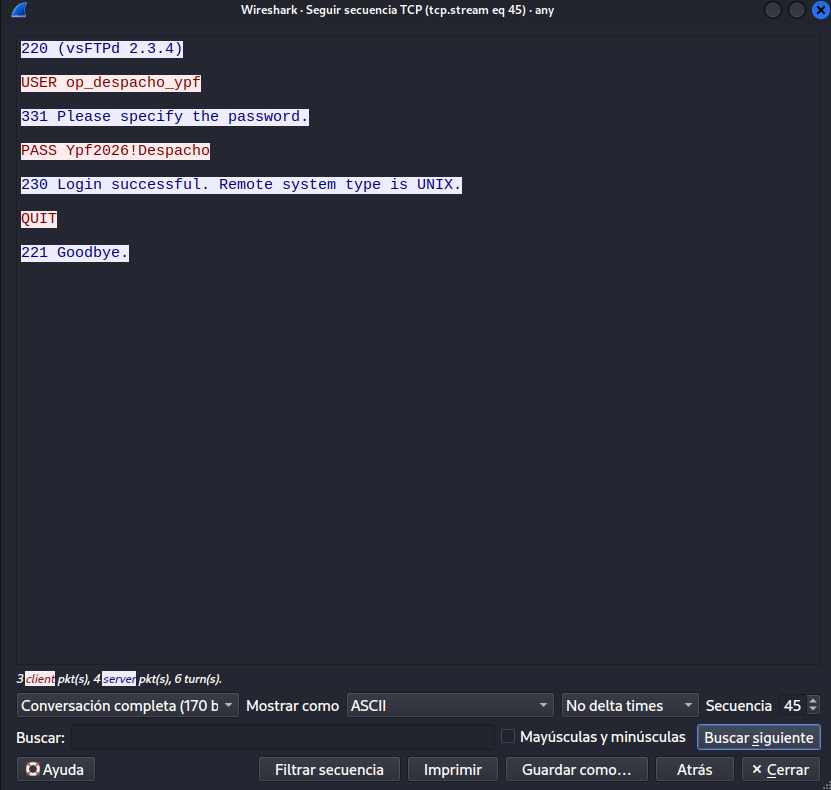 Wireshark · Seguir secuencia TCP (tcp.stream eq 45) · any
220 (vsFTPd 2.3.4)
USER op_despacho_ypf
331 Please specify the password.
PASS Ypf2026!Despacho
230 Login successful. Remote system type is UNIX.
QUIT
221 Goodbye.
3 client pkt(s), 4 server pkt(s), 6 turn(s).
Conversación completa (170 b Mostrar como ASCII No delta times Secuencia 45
Buscar: Mayúsculas y minúsculas Buscar siguiente
Ayuda Filtrar secuencia Imprimir Guardar como… Atrás × Cerrar